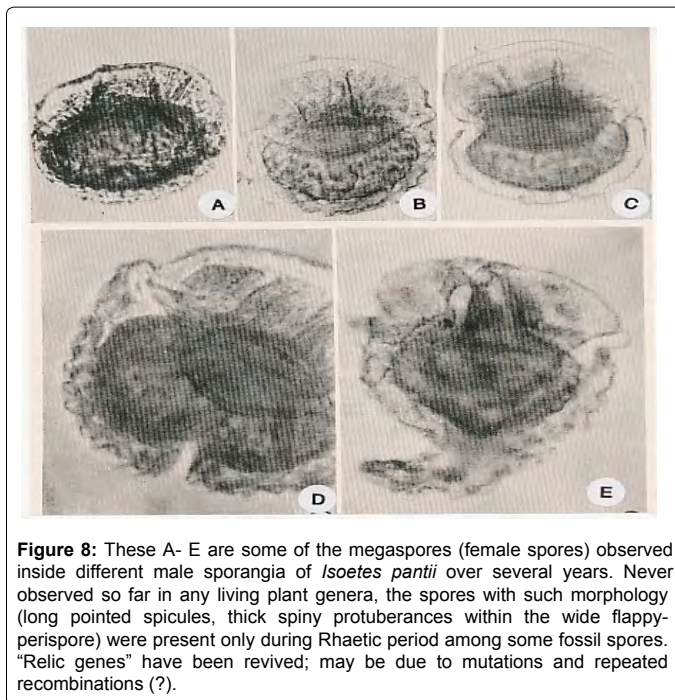 A
B
C
D
E
Figure 8: These A- E are some of the megaspores (female spores) observed
inside different male sporangia of Isoetes pantii over several years. Never
observed so far in any living plant genera, the spores with such morphology
(long pointed spicules, thick spiny protuberances within the wide flappy-
perispore) were present only during Rhaetic period among some fossil spores.
“Relic genes” have been revived; may be due to mutations and repeated
recombinations (?).